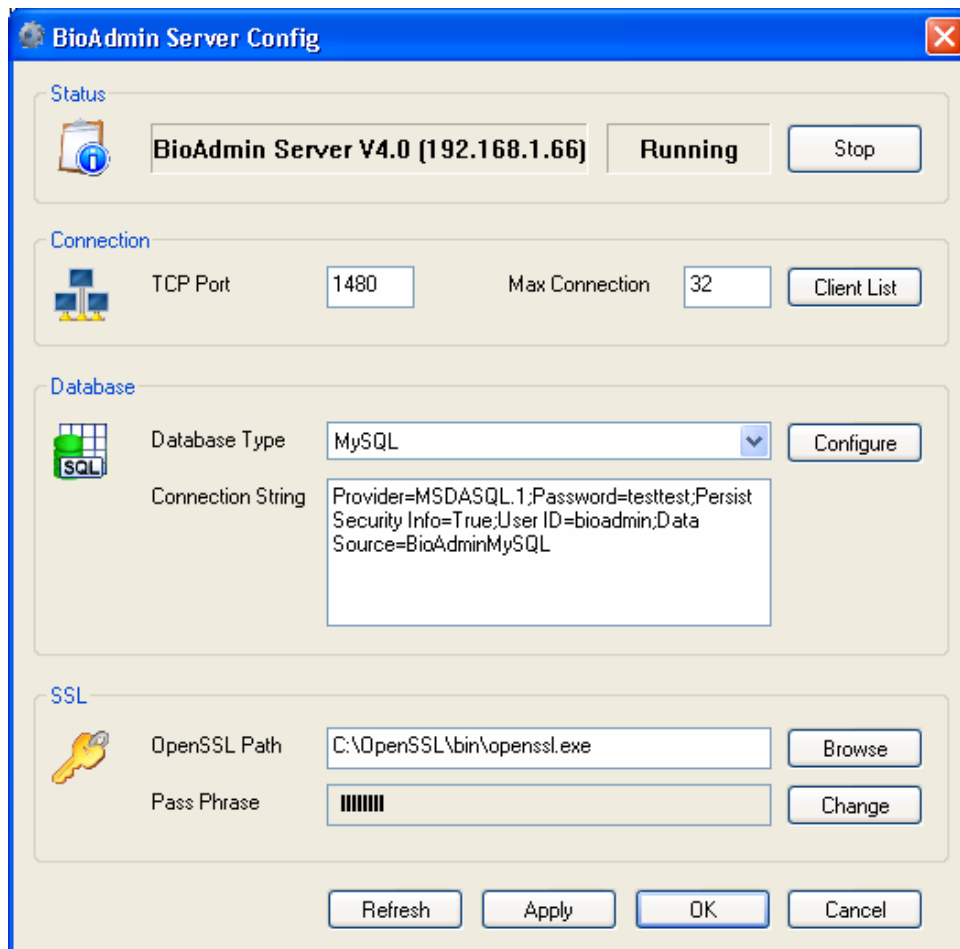 BioAdmin Server Config
Status
BioAdmin Server V4.0 (192.168.1.66) Running Stop
Connection
TCP Port 1480 Max Connection 32 Client List
Database
Database Type MySQL Configure
SQL
Connection String Provider=MSDASQL.1;Password=testtest;Persist
Security Info=True;User ID=bioadmin;Data
Source=BioAdminMySQL
SSL
OpenSSL Path C:\OpenSSL\bin\openssl.exe Browse
Pass Phrase Change
Refresh Apply OK Cancel